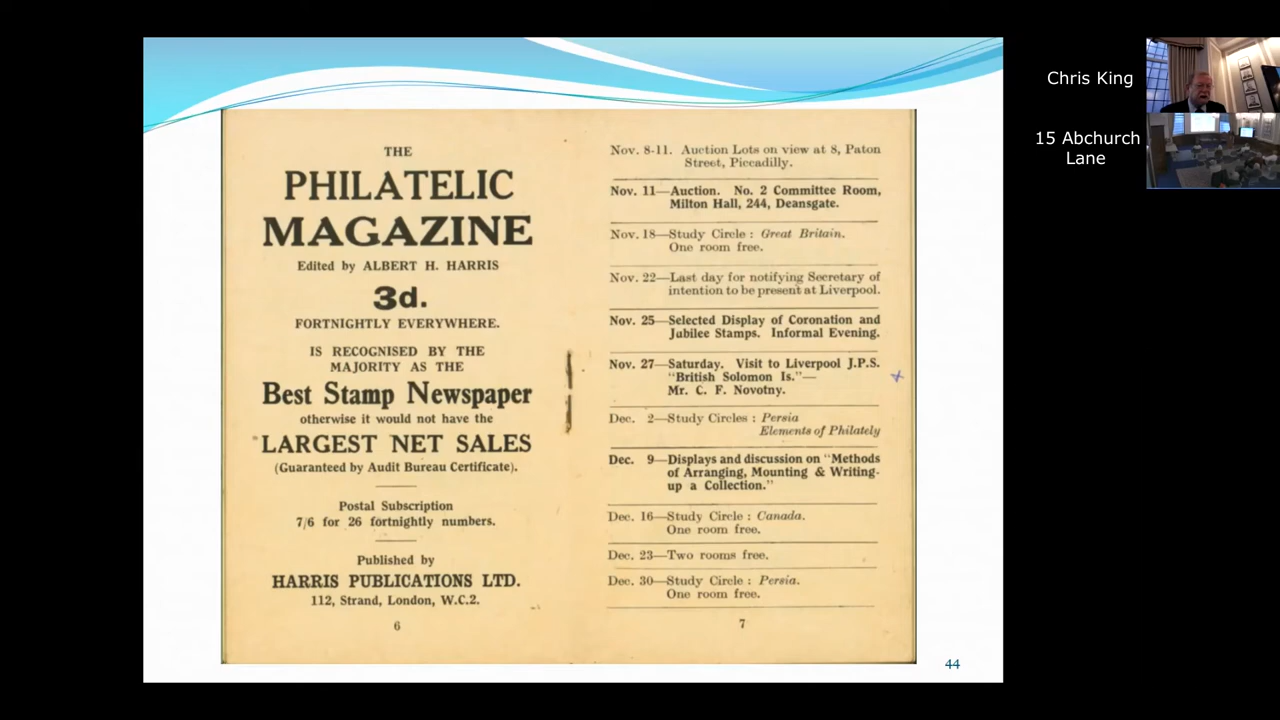 THE
PHILATELIC
MAGAZINE
Edited by ALBERT H. HARRIS
3d.
FORTNIGHTLY EVERYWHERE.
IS RECOGNISED BY THE
MAJORITY AS THE
Best Stamp Newspaper
otherwise it would not have the
LARGEST NET SALES
(Guaranteed by Audit Bureau Certificate).
Postal Subscription
7/6 for 26 fortnightly numbers.
Published by
HARRIS PUBLICATIONS LTD.
112, Strand, London, W.C.2.
6
Nov. 8-11. Auction Lots on view at 8, Paton
Street, Piccadilly.
Nov. 11—Auction. No. 2 Committee Room,
Milton Hall, 244, Deansgate.
Nov. 18—Study Circle : Great Britain.
One room free.
Nov. 22—Last day for notifying Secretary of
intention to be present at Liverpool.
Nov. 25—Selected Display of Coronation and
Jubilee Stamps. Informal Evening.
Nov. 27—Saturday. Visit to Liverpool J.P.S.
"British Solomon Is."—
Mr. C. F. Novotny.
Dec. 2—Study Circles : Persia
Elements of Philately
Dec. 9—Displays and discussion on "Methods
of Arranging, Mounting & Writing-
up a Collection."
Dec. 16—Study Circle : Canada.
One room free.
Dec. 23—Two rooms free.
Dec. 30—Study Circle : Persia.
One room free.
7
44
Chris King
15 Abchurch
Lane